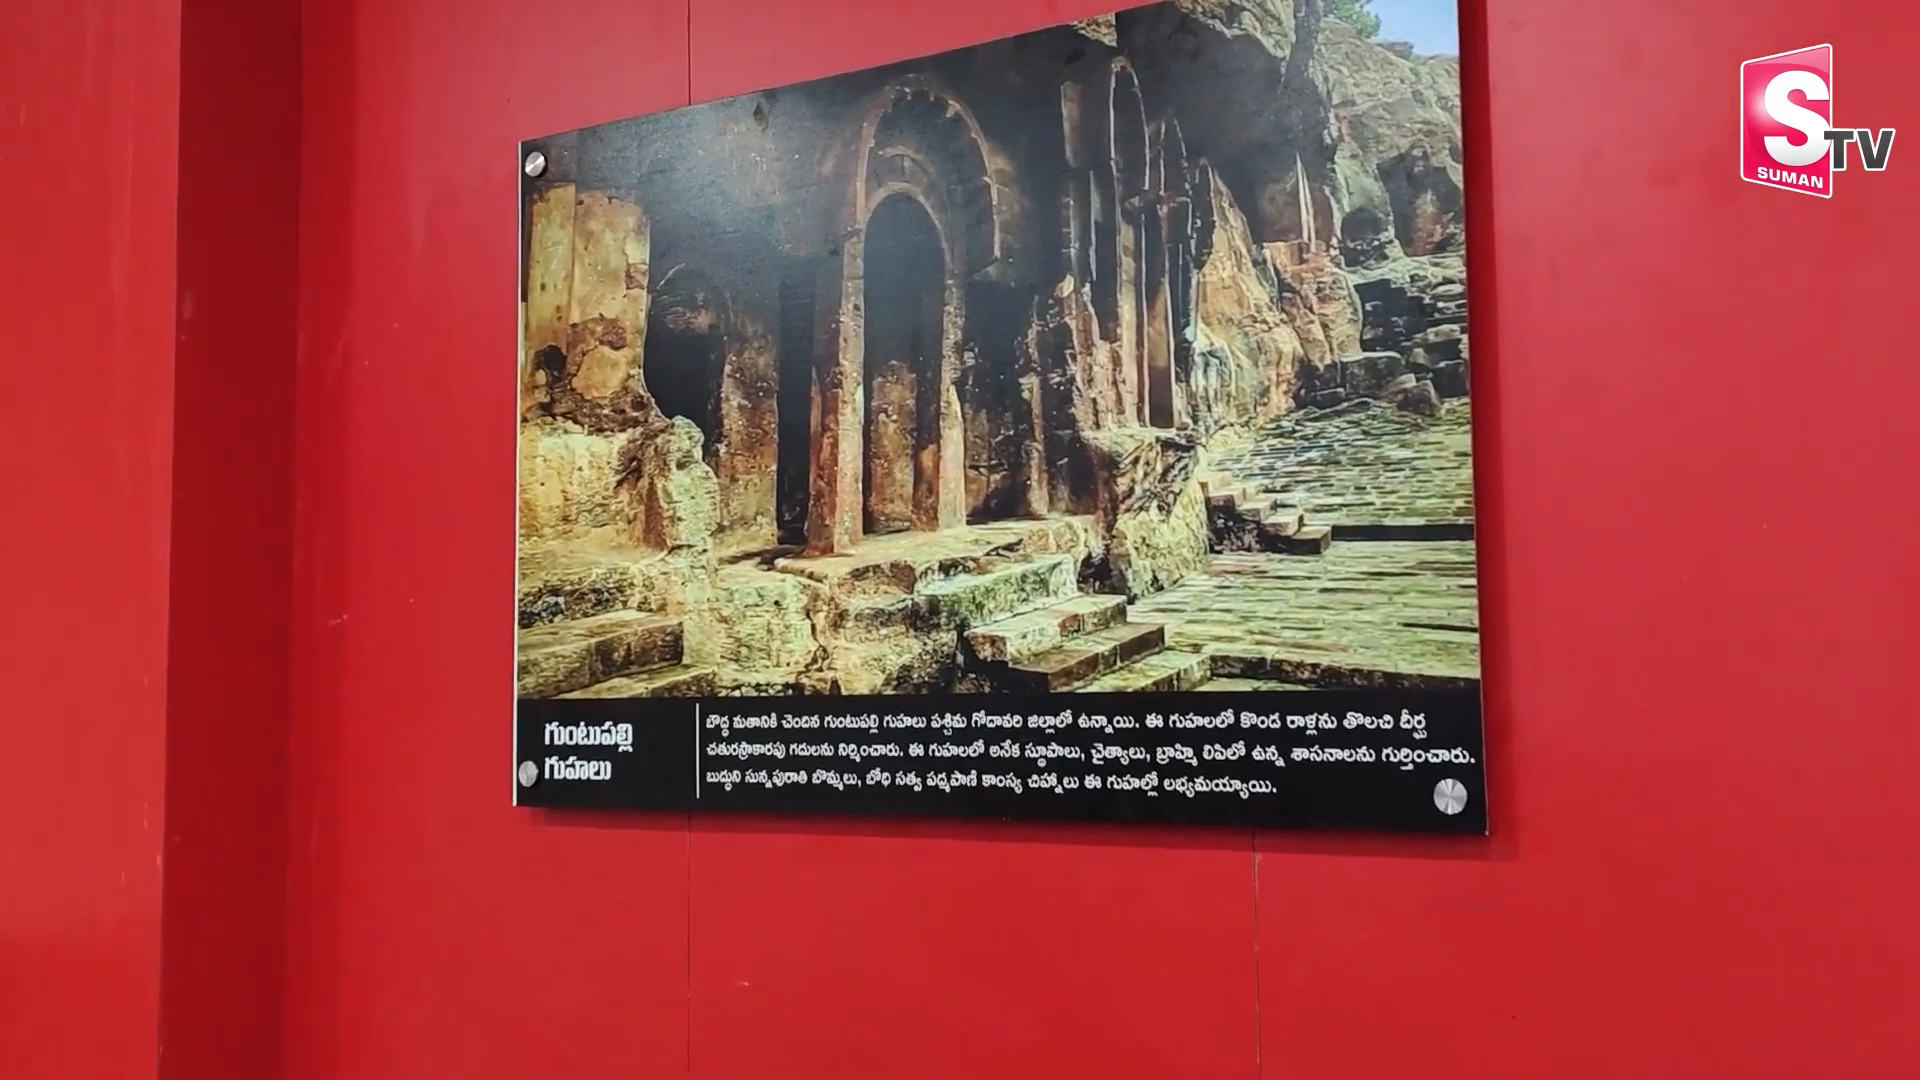 S
TV
SUMAN
గుంటుపల్లి
గుహలు
బౌద్ధ మతానికి చెందిన గుంటుపల్లి గుహలు పశ్చిమ గోదావరి జిల్లాలో ఉన్నాయి. ఈ గుహలలో కొండ రాళ్లను తొలచి దీర్ఘ
చతురస్రాకారపు గదులను నిర్మించారు. ఈ గుహలలో అనేక స్థూపాలు, చైత్యాలు, బ్రాహ్మి లిపిలో ఉన్న శాసనాలను గుర్తించారు.
బుద్ధుని సున్నపురాతి బొమ్మలు, బోధి సత్వ పద్మపాణి కాంస్య చిహ్నాలు ఈ గుహల్లో లభ్యమయ్యాయి.